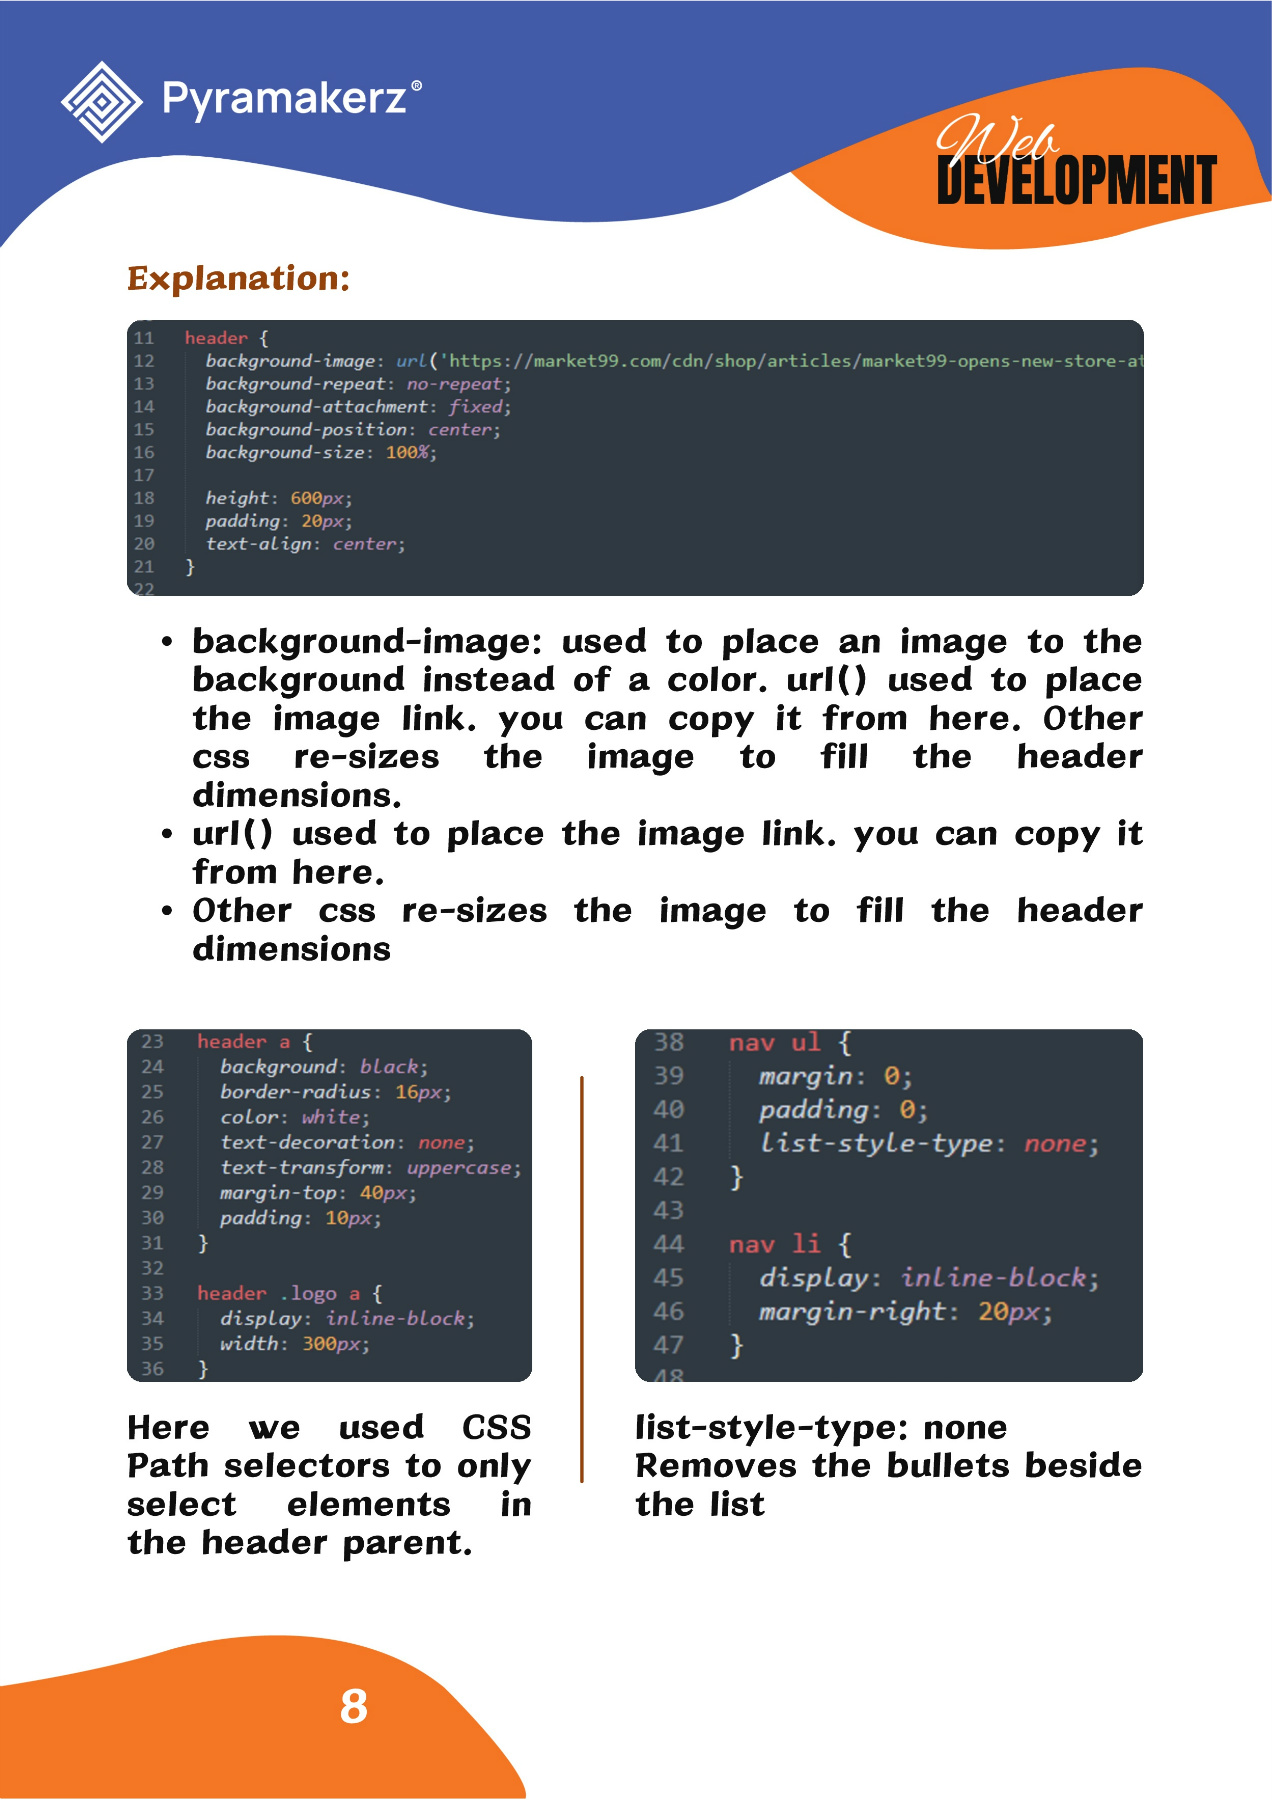 Pyramakerz®
Web
DEVELOPMENT
Explanation:
11 header {
12 background-image: url('https://market99.com/cdn/shop/articles/market99-opens-new-store-at
13 background-repeat: no-repeat;
14 background-attachment: fixed;
15 background-position: center;
16 background-size: 100%;
17
18 height: 600px;
19 padding: 20px;
20 text-align: center;
21 }
22
• background-image: used to place an image to the
background instead of a color. url() used to place
the image link. you can copy it from here. Other
css re-sizes the image to fill the header
dimensions.
• url() used to place the image link. you can copy it
from here.
• Other css re-sizes the image to fill the header
dimensions
23 header a {
24 background: black;
25 border-radius: 16px;
26 color: white;
27 text-decoration: none;
28 text-transform: uppercase;
29 margin-top: 40px;
30 padding: 10px;
31 }
32
33 header .logo a {
34 display: inline-block;
35 width: 300px;
36 }
Here we used CSS
Path selectors to only
select elements in
the header parent.
38 nav ul {
39 margin: 0;
40 padding: 0;
41 list-style-type: none;
42 }
43
44 nav li {
45 display: inline-block;
46 margin-right: 20px;
47 }
48
list-style-type: none
Removes the bullets beside
the list
8